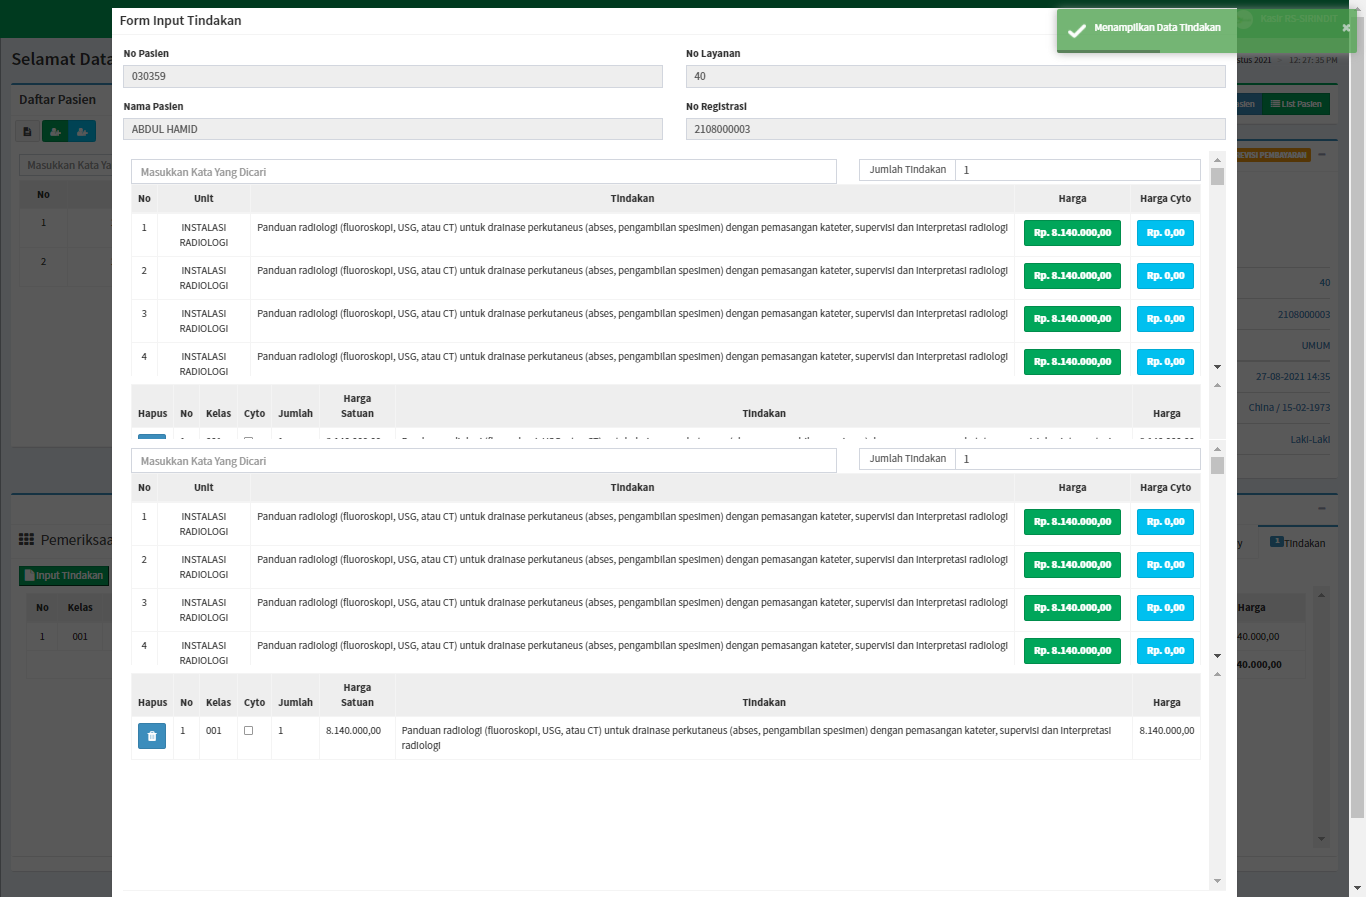 Form Input Tindakan
Menampilkan Data Tindakan
Selamat Data
stus 2021 - 12: 27: 35 PM
No Pasien
No Layanan
030359
40
Daftar Pasien
List Pasien
Nama Pasien
No Registrasi
ABDUL HAMID
2108000003
Masukkan Kata Ya
REVISI PEMBAYARAN
Masukkan Kata Yang Dicari
Jumlah Tindakan 1
No Unit Tindakan Harga Harga Cyto
1 INSTALASI RADIOLOGI Panduan radiologi (fluoroskopi, USG, atau CT) untuk drainase perkutaneus (abses, pengambilan spesimen) dengan pemasangan kateter, supervisi dan interpretasi radiologi Rp. 8.140.000,00 Rp. 0,00
2 INSTALASI RADIOLOGI Panduan radiologi (fluoroskopi, USG, atau CT) untuk drainase perkutaneus (abses, pengambilan spesimen) dengan pemasangan kateter, supervisi dan interpretasi radiologi Rp. 8.140.000,00 Rp. 0,00
3 INSTALASI RADIOLOGI Panduan radiologi (fluoroskopi, USG, atau CT) untuk drainase perkutaneus (abses, pengambilan spesimen) dengan pemasangan kateter, supervisi dan interpretasi radiologi Rp. 8.140.000,00 Rp. 0,00
4 INSTALASI RADIOLOGI Panduan radiologi (fluoroskopi, USG, atau CT) untuk drainase perkutaneus (abses, pengambilan spesimen) dengan pemasangan kateter, supervisi dan interpretasi radiologi Rp. 8.140.000,00 Rp. 0,00
Hapus No Kelas Cyto Jumlah Harga Satuan Tindakan Harga
Masukkan Kata Yang Dicari
Jumlah Tindakan 1
No Unit Tindakan Harga Harga Cyto
1 INSTALASI RADIOLOGI Panduan radiologi (fluoroskopi, USG, atau CT) untuk drainase perkutaneus (abses, pengambilan spesimen) dengan pemasangan kateter, supervisi dan interpretasi radiologi Rp. 8.140.000,00 Rp. 0,00
2 INSTALASI RADIOLOGI Panduan radiologi (fluoroskopi, USG, atau CT) untuk drainase perkutaneus (abses, pengambilan spesimen) dengan pemasangan kateter, supervisi dan interpretasi radiologi Rp. 8.140.000,00 Rp. 0,00
3 INSTALASI RADIOLOGI Panduan radiologi (fluoroskopi, USG, atau CT) untuk drainase perkutaneus (abses, pengambilan spesimen) dengan pemasangan kateter, supervisi dan interpretasi radiologi Rp. 8.140.000,00 Rp. 0,00
4 INSTALASI RADIOLOGI Panduan radiologi (fluoroskopi, USG, atau CT) untuk drainase perkutaneus (abses, pengambilan spesimen) dengan pemasangan kateter, supervisi dan interpretasi radiologi Rp. 8.140.000,00 Rp. 0,00
Hapus No Kelas Cyto Jumlah Harga Satuan Tindakan Harga
1 001 1 8.140.000,00 Panduan radiologi (fluoroskopi, USG, atau CT) untuk drainase perkutaneus (abses, pengambilan spesimen) dengan pemasangan kateter, supervisi dan interpretasi radiologi 8.140.000,00
No
1
2
Pemeriksaa
Input Tindakan
No Kelas
1 001
40
2108000003
UMUM
27-08-2021 14:35
China / 15-02-1973
Laki-Laki
y
1 Tindakan
Harga
40.000,00
40.000,00